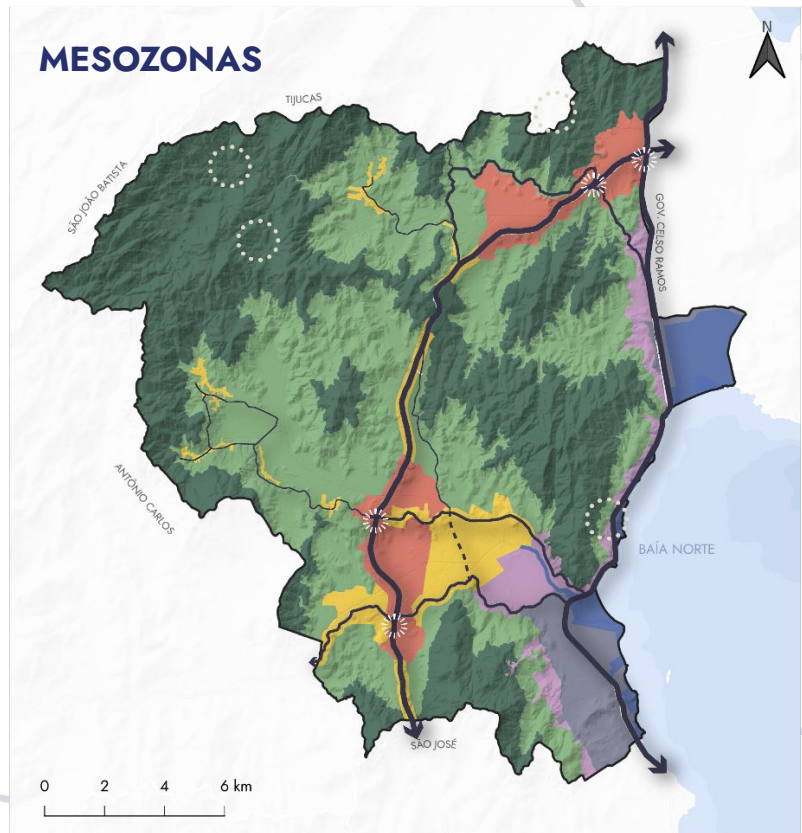 MESOZONAS
N
TIJUCAS
SÃO JOÃO BATISTA
GOV. CELSO RAMOS
ANTÔNIO CARLOS
BAÍA NORTE
SÃO JOSÉ
0 2 4 6 km